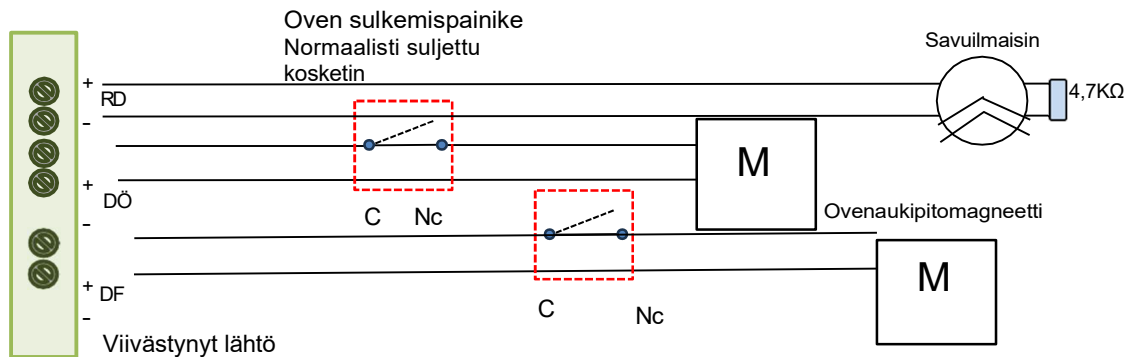 Oven sulkemispainike
Normaalisti suljettu
kosketin
Savuilmaisin
+
RD
4,7KΩ
–
M
+
DÖ
C Nc
–
Ovenaukipitomagneetti
M
+
DF
C Nc
–
Viivästynyt lähtö